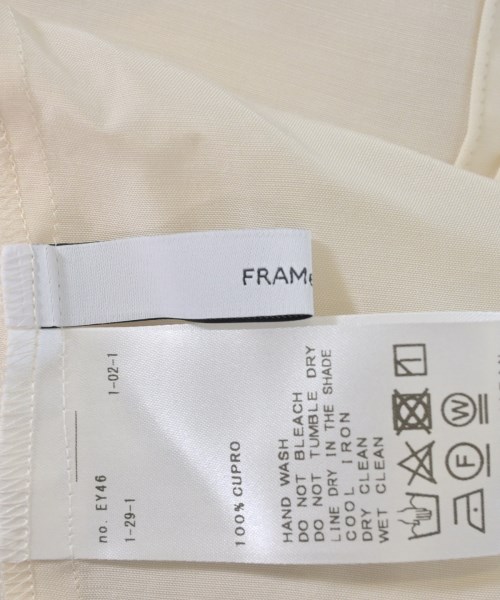 FRAMe
no. EY46
1-29-1
1-02-1
100% CUPRO
HAND WASH
DO NOT BLEACH
DO NOT TUMBLE DRY
LINE DRY IN THE SHADE
COOL IRON
DRY CLEAN
WET CLEAN
F
W